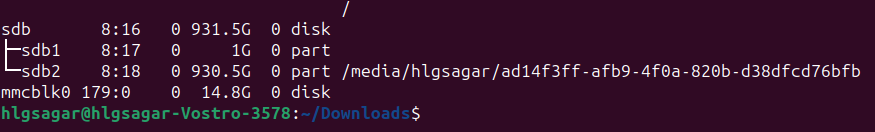 /
sdb 8:16 0 931.5G 0 disk
├─sdb1 8:17 0 1G 0 part
└─sdb2 8:18 0 930.5G 0 part /media/hlgsagar/ad14f3ff-afb9-4f0a-820b-d38dfcd76bfb
mmcblk0 179:0 0 14.8G 0 disk
hlgsagar@hlgsagar-Vostro-3578:~/Downloads$